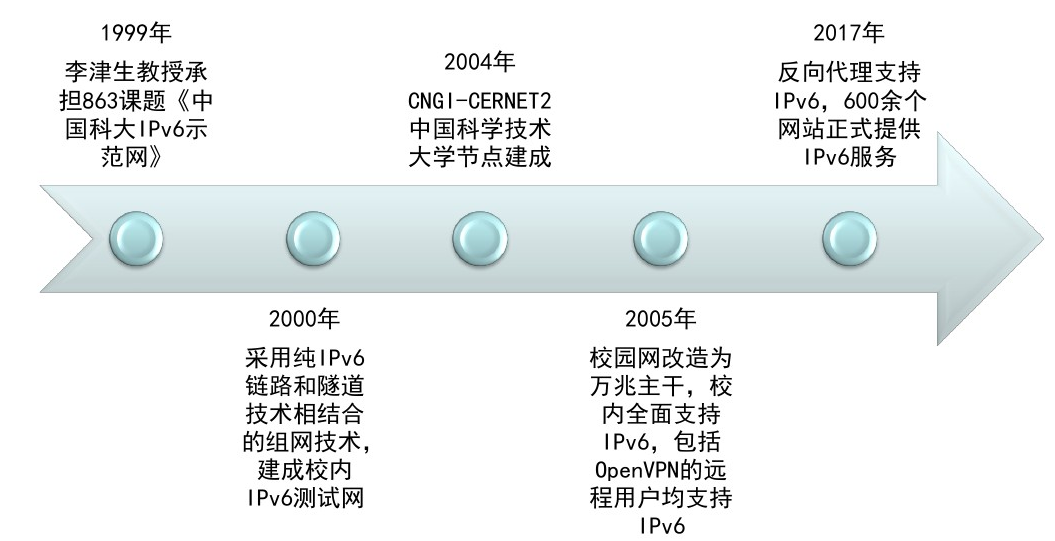 1999年
李津生教授承
担863课题《中
国科大IPv6示
范网》
2000年
采用纯IPv6
链路和隧道
技术相结合
的组网技术，
建成校内
IPv6测试网
2004年
CNGI-CERNET2
中国科学技术
大学节点建成
2005年
校园网改造为
万兆主干，校
内全面支持
IPv6，包括
OpenVPN的远
程用户均支持
IPv6
2017年
反向代理支持
IPv6，600余个
网站正式提供
IPv6服务